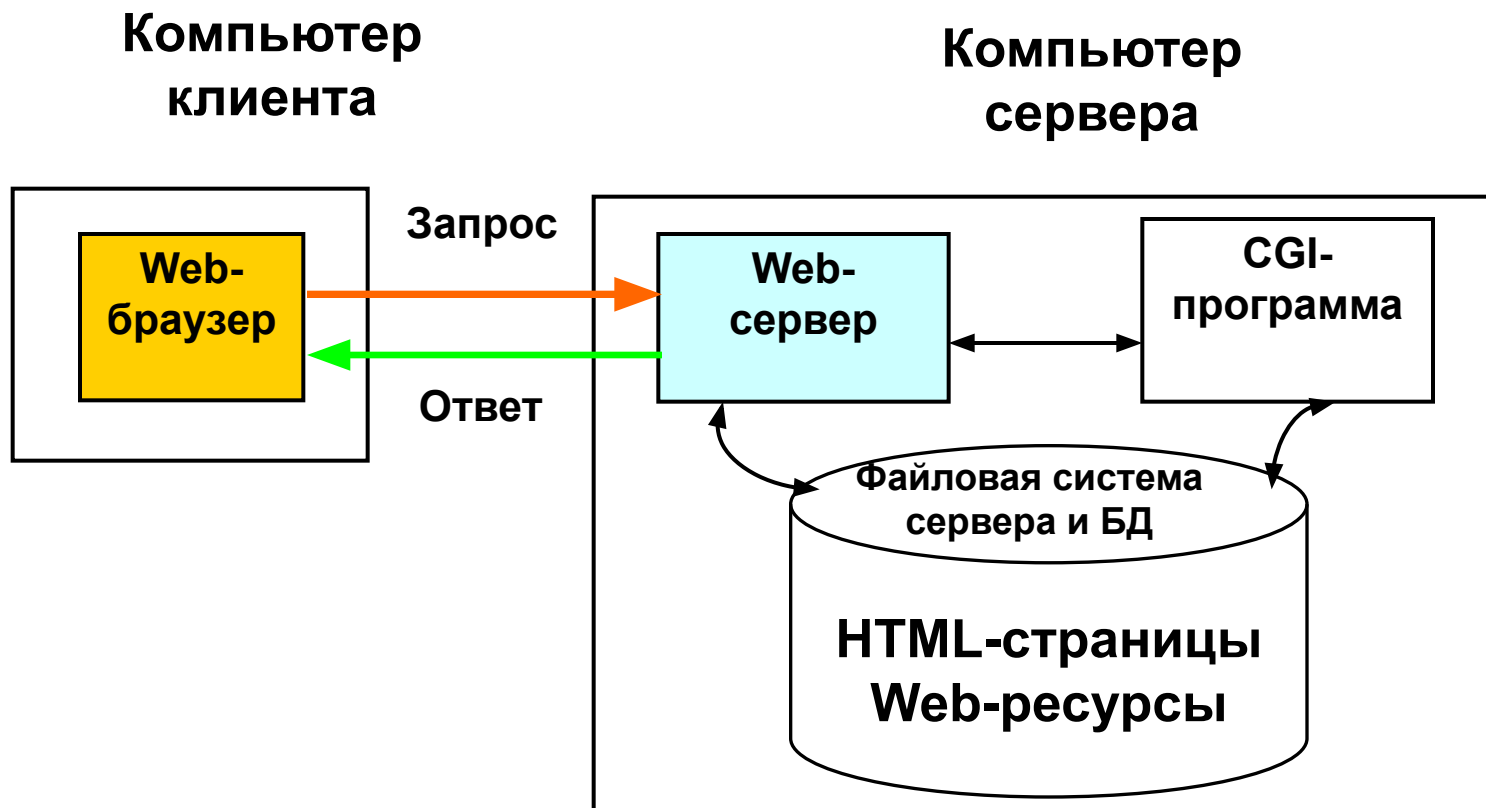 Компьютер
клиента
Компьютер
сервера
Web-
браузер
Запрос
Ответ
Web-
сервер
CGI-
программа
Файловая система
сервера и БД
HTML-страницы
Web-ресурсы